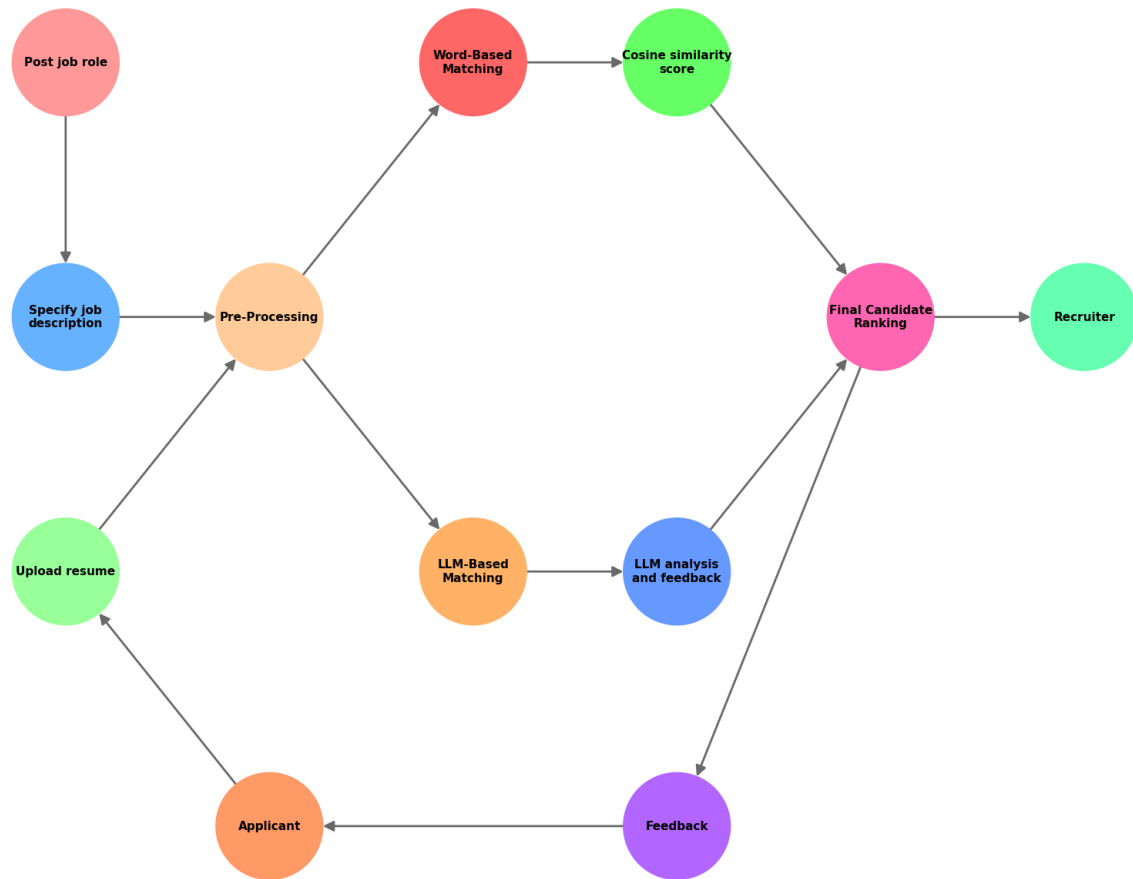 Post job role
Word-Based
Matching
Cosine similarity
score
Specify job
description
Pre-Processing
Final Candidate
Ranking
Recruiter
Upload resume
LLM-Based
Matching
LLM analysis
and feedback
Applicant
Feedback